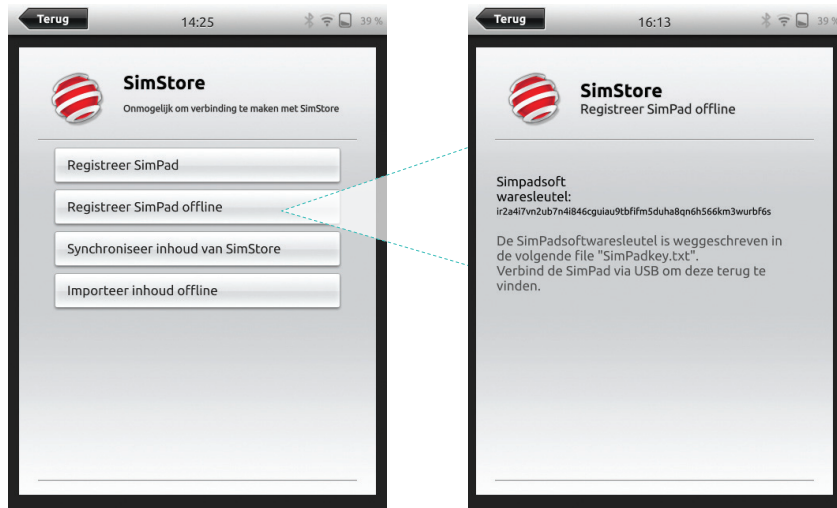 Terug
14:25
39 %
SimStore
Onmogelijk om verbinding te maken met SimStore
Registreer SimPad
Registreer SimPad offline
Synchroniseer inhoud van SimStore
Importeer inhoud offline
Terug
16:13
39 %
SimStore
Registreer SimPad offline
Simpadsoft
waresleutel:
ir2a4i7vn2ub7n4i846cguiau9tbfifm5duha8qn6h566km3wurbf6s
De SimPadsoftwaresleutel is weggeschreven in
de volgende file "SimPadkey.txt".
Verbind de SimPad via USB om deze terug te
vinden.